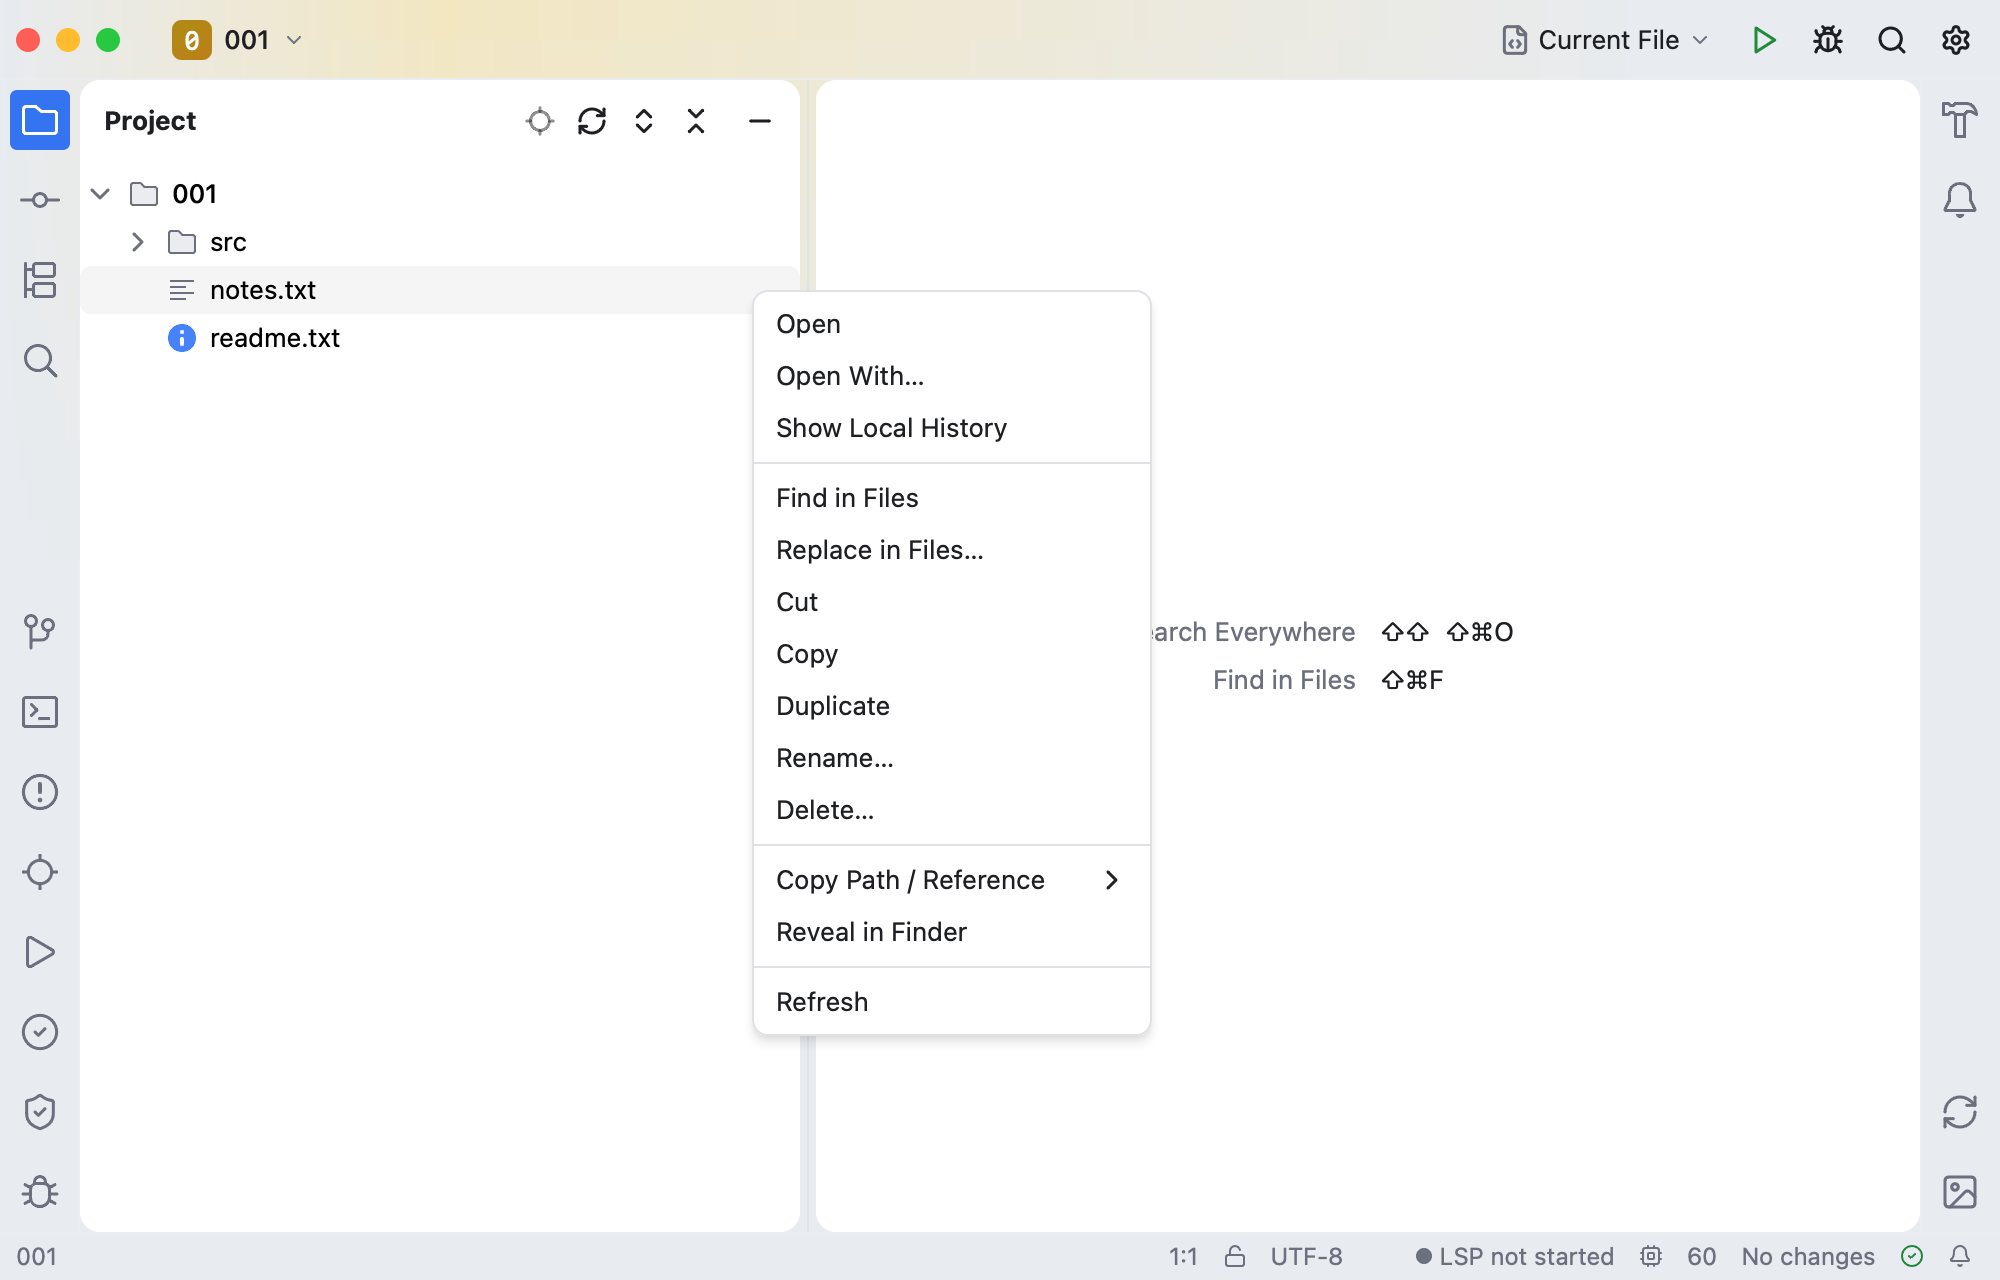 0 001
Current File
Project
001
src
notes.txt
readme.txt
Open
Open With...
Show Local History
Find in Files
Replace in Files...
Cut
Copy
Duplicate
Rename...
Delete...
Copy Path / Reference
Reveal in Finder
Refresh
earch Everywhere ⇧⇧ ⇧⌘O
Find in Files ⇧⌘F
001
1:1 UTF-8 LSP not started 60 No changes